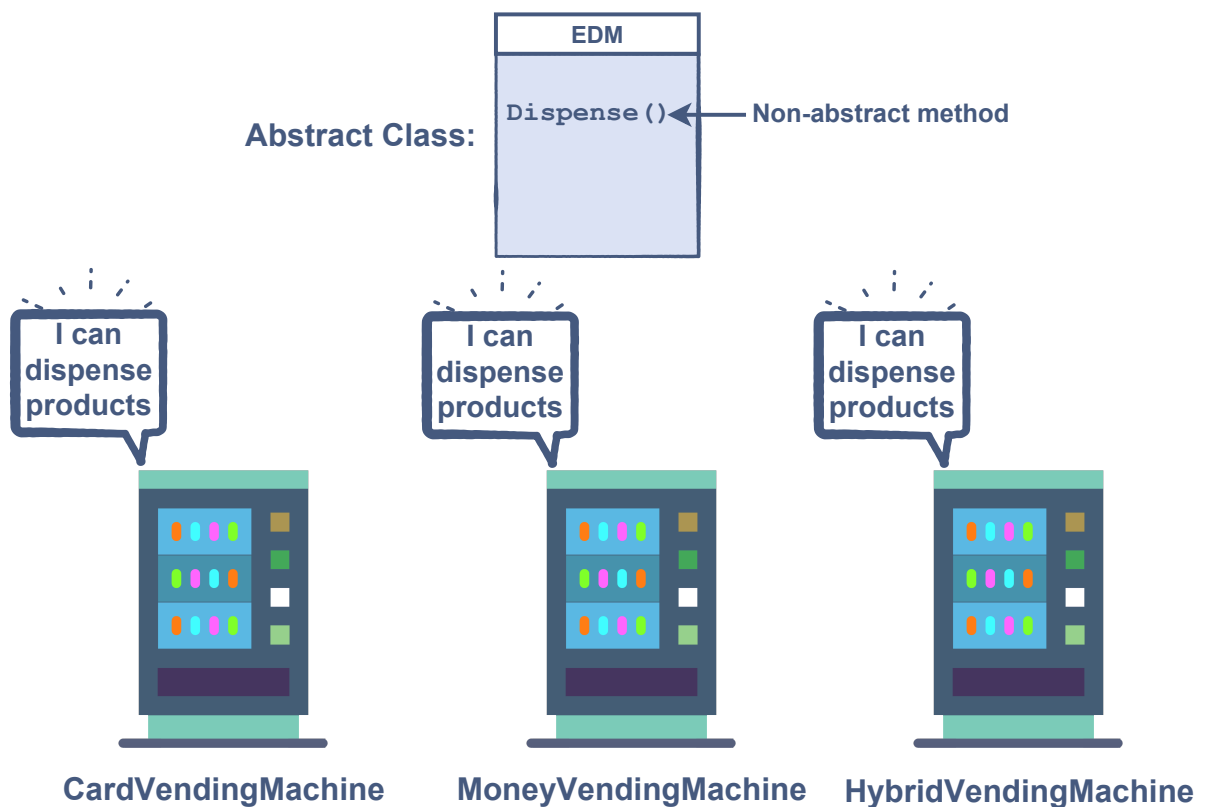 EDM
Dispense()
Non-abstract method
Abstract Class:
I can
dispense
products
I can
dispense
products
I can
dispense
products
CardVendingMachine
MoneyVendingMachine
HybridVendingMachine